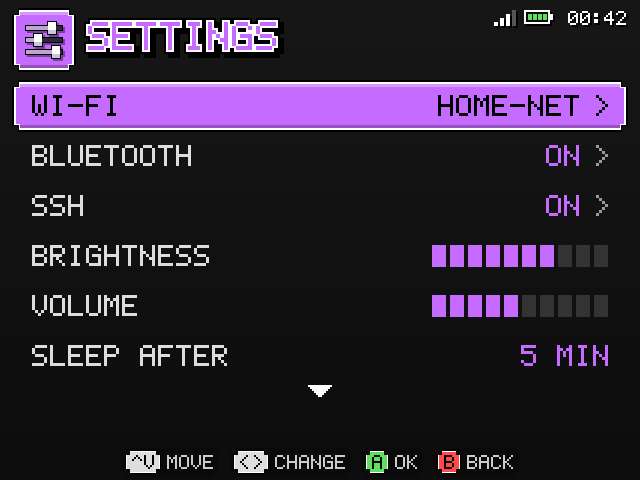 SETTINGS 00:42
WI-FI HOME-NET >
BLUETOOTH ON >
SSH ON >
BRIGHTNESS
VOLUME
SLEEP AFTER 5 MIN
^V MOVE <> CHANGE A OK B BACK